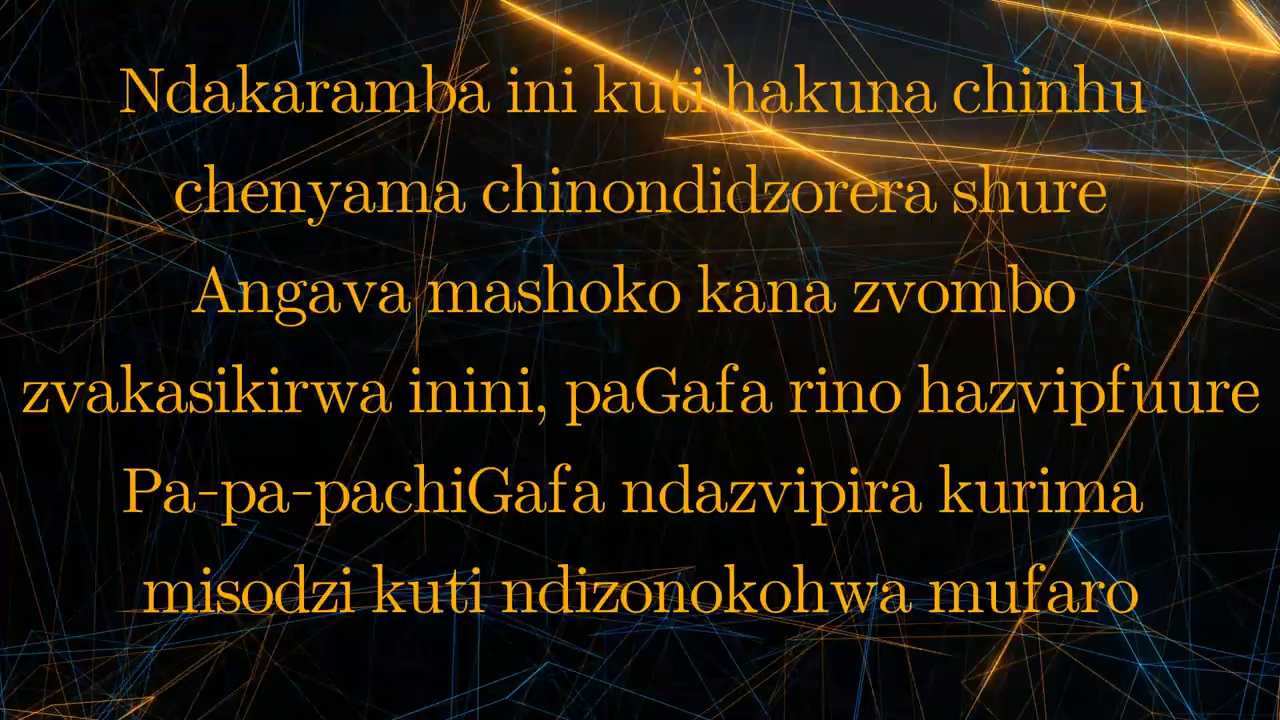 Ndakaramba ini kuti hakuna chinhu
chenyama chinondidzorera shure
Angava mashoko kana zvombo
zvakasikirwa inini, paGafa rino hazvipfuure
Pa-pa-pachiGafa ndazvipira kurima
misodzi kuti ndizonokohwa mufaro